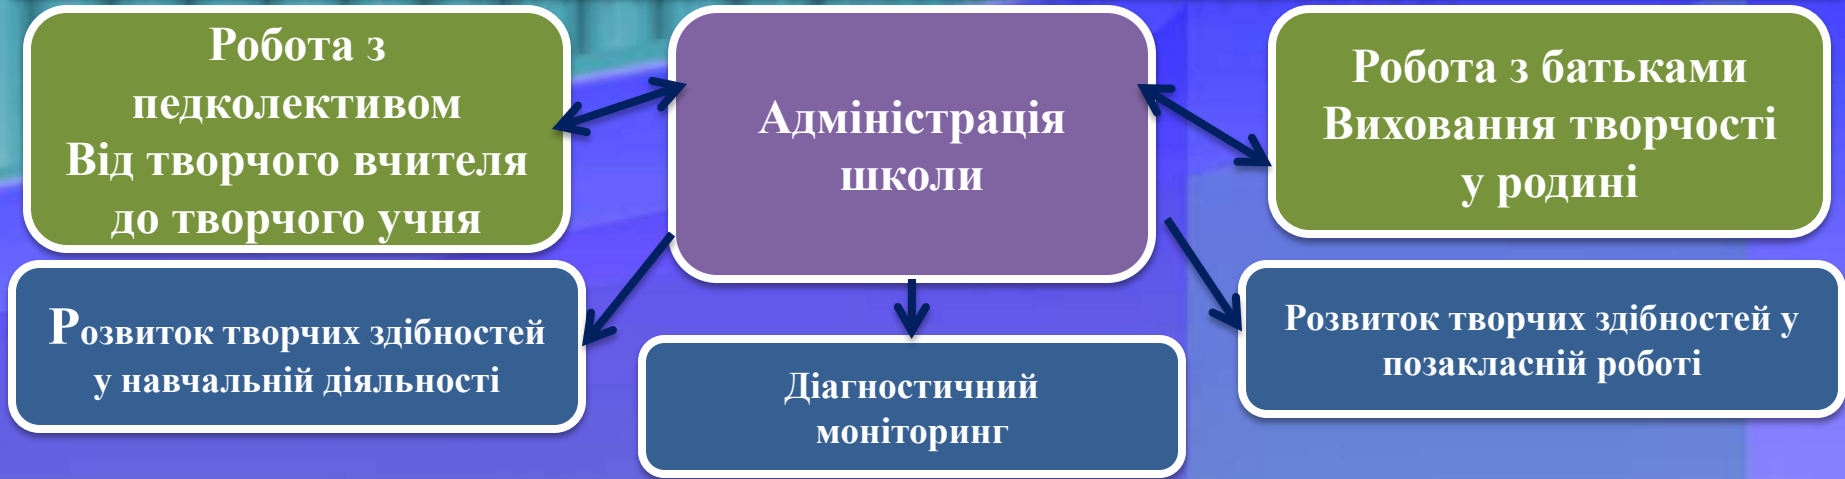 Робота з
педколективом
Від творчого вчителя
до творчого учня
Адміністрація
школи
Робота з батьками
Виховання творчості
у родині
Розвиток творчих здібностей
у навчальній діяльності
Діагностичний
моніторинг
Розвиток творчих здібностей у
позакласній роботі